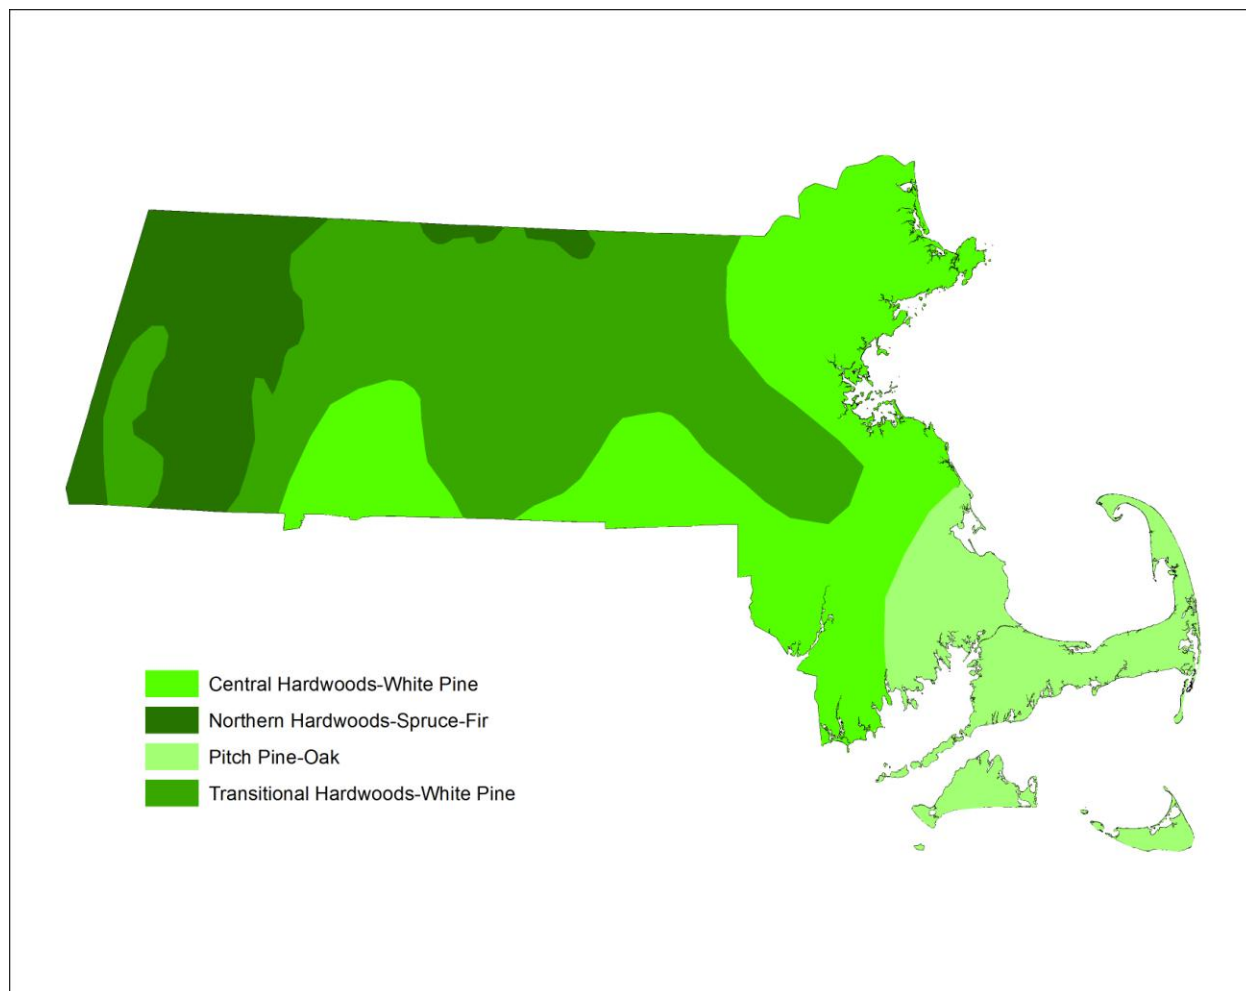 Central Hardwoods-White Pine
Northern Hardwoods-Spruce-Fir
Pitch Pine-Oak
Transitional Hardwoods-White Pine